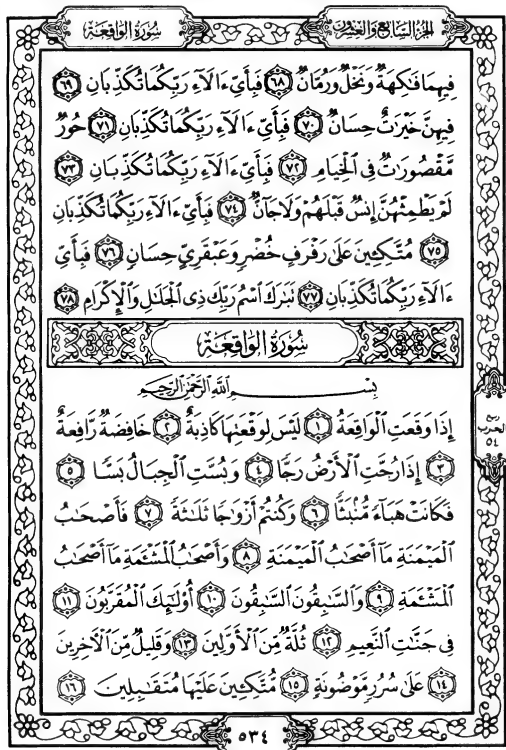 الجزء السابع والعشرون
سورة الواقعة
فِيهِمَا فَٰكِهَةٌ وَنَخْلٌ وَرُمَّانٌ ٦٨ فَبِأَيِّ ءَالَآءِ رَبِّكُمَا تُكَذِّبَانِ ٦٩
فِيهِنَّ خَيْرَٰتٌ حِسَانٌ ٧٠ فَبِأَيِّ ءَالَآءِ رَبِّكُمَا تُكَذِّبَانِ ٧١ حُورٌ
مَّقْصُورَٰتٌ فِي ٱلْخِيَامِ ٧٢ فَبِأَيِّ ءَالَآءِ رَبِّكُمَا تُكَذِّبَانِ ٧٣
لَمْ يَطْمِثْهُنَّ إِنسٌ قَبْلَهُمْ وَلَا جَآنٌّ ٧٤ فَبِأَيِّ ءَالَآءِ رَبِّكُمَا تُكَذِّبَانِ
٧٥ مُتَّكِـِٔينَ عَلَىٰ رَفْرَفٍ خُضْرٍ وَعَبْقَرِيٍّ حِسَانٍ ٧٦ فَبِأَيِّ
ءَالَآءِ رَبِّكُمَا تُكَذِّبَانِ ٧٧ تَبَٰرَكَ ٱسْمُ رَبِّكَ ذِي ٱلْجَلَٰلِ وَٱلْإِكْرَامِ ٧٨
سورة الواقعة
بِسْمِ ٱللَّهِ ٱلرَّحْمَٰنِ ٱلرَّحِيمِ
إِذَا وَقَعَتِ ٱلْوَاقِعَةُ ١ لَيْسَ لِوَقْعَتِهَا كَاذِبَةٌ ٢ خَافِضَةٌ رَّافِعَةٌ
٣ إِذَا رُجَّتِ ٱلْأَرْضُ رَجًّا ٤ وَبُسَّتِ ٱلْجِبَالُ بَسًّا ٥
فَكَانَتْ هَبَآءً مُّنۢبَثًّا ٦ وَكُنتُمْ أَزْوَٰجًا ثَلَٰثَةً ٧ فَأَصْحَٰبُ
ٱلْمَيْمَنَةِ مَآ أَصْحَٰبُ ٱلْمَيْمَنَةِ ٨ وَأَصْحَٰبُ ٱلْمَشْـَٔمَةِ مَآ أَصْحَٰبُ
ٱلْمَشْـَٔمَةِ ٩ وَٱلسَّٰبِقُونَ ٱلسَّٰبِقُونَ ١٠ أُو۟لَٰٓئِكَ ٱلْمُقَرَّبُونَ ١١
فِي جَنَّٰتِ ٱلنَّعِيمِ ١٢ ثُلَّةٌ مِّنَ ٱلْأَوَّلِينَ ١٣ وَقَلِيلٌ مِّنَ ٱلْءَاخِرِينَ
١٤ عَلَىٰ سُرُرٍ مَّوْضُونَةٍ ١٥ مُّتَّكِـِٔينَ عَلَيْهَا مُتَقَٰبِلِينَ ١٦
ربع
الحزب
٥٤
٥٣٤